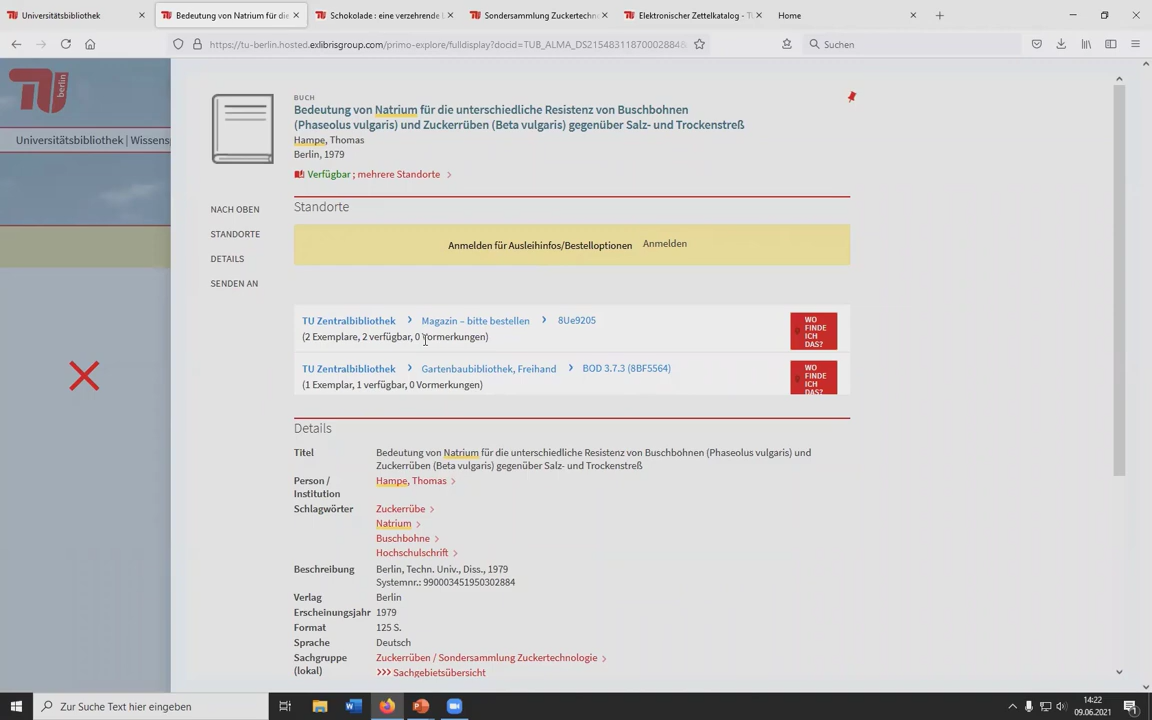 Universitätsbibliothek
Bedeutung von Natrium für die
Schokolade : eine verzehrende L
Sondersammlung Zuckertechno
Elektronischer Zettelkatalog - TU
Home
https://tu-berlin.hosted.exlibrisgroup.com/primo-explore/fulldisplay?docid=TUB_ALMA_DS21548311870002884&
Suchen
TU berlin
Universitätsbibliothek | Wissens
BUCH
Bedeutung von Natrium für die unterschiedliche Resistenz von Buschbohnen
(Phaseolus vulgaris) und Zuckerrüben (Beta vulgaris) gegenüber Salz- und Trockenstreß
Hampe, Thomas
Berlin, 1979
Verfügbar ; mehrere Standorte
NACH OBEN
STANDORTE
DETAILS
SENDEN AN
Standorte
Anmelden für Ausleihinfos/Bestelloptionen Anmelden
TU Zentralbibliothek Magazin – bitte bestellen 8Ue9205
(2 Exemplare, 2 verfügbar, 0 Vormerkungen)
WO
FINDE
ICH
DAS?
TU Zentralbibliothek Gartenbaubibliothek, Freihand BOD 3.7.3 (8BF5564)
(1 Exemplar, 1 verfügbar, 0 Vormerkungen)
WO
FINDE
ICH
DAS?
Details
Titel Bedeutung von Natrium für die unterschiedliche Resistenz von Buschbohnen (Phaseolus vulgaris) und
Zuckerrüben (Beta vulgaris) gegenüber Salz- und Trockenstreß
Person / Hampe, Thomas
Institution
Schlagwörter Zuckerrübe
Natrium
Buschbohne
Hochschulschrift
Beschreibung Berlin, Techn. Univ., Diss., 1979
Systemnr.: 990003451950302884
Verlag Berlin
Erscheinungsjahr 1979
Format 125 S.
Sprache Deutsch
Sachgruppe Zuckerrüben / Sondersammlung Zuckertechnologie
(lokal) >>> Sachgebietsübersicht
Zur Suche Text hier eingeben
14:22
09.06.2021